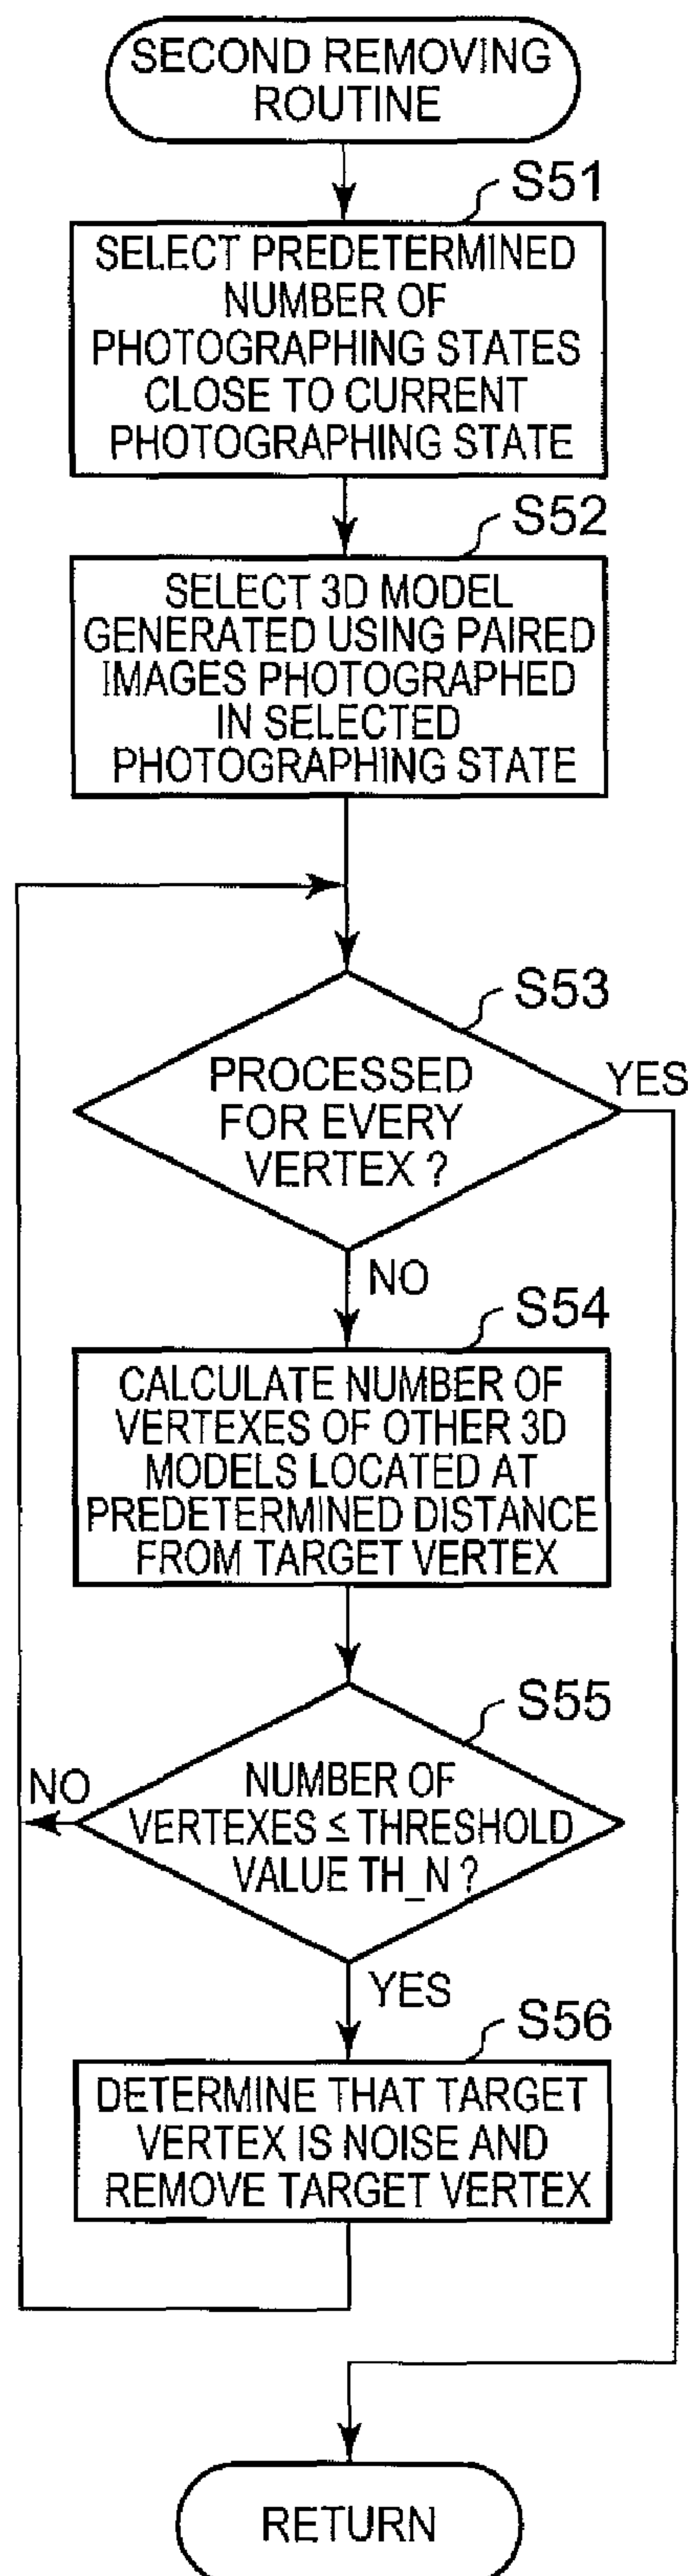 SECOND REMOVING
ROUTINE
S51
SELECT PREDETERMINED
NUMBER OF
PHOTOGRAPHING STATES
CLOSE TO CURRENT
PHOTOGRAPHING STATE
S52
SELECT 3D MODEL
GENERATED USING PAIRED
IMAGES PHOTOGRAPHED
IN SELECTED
PHOTOGRAPHING STATE
S53
PROCESSED
FOR EVERY
VERTEX ?
YES
NO
S54
CALCULATE NUMBER OF
VERTEXES OF OTHER 3D
MODELS LOCATED AT
PREDETERMINED DISTANCE
FROM TARGET VERTEX
S55
NUMBER OF
VERTEXES ≤ THRESHOLD
VALUE TH_N ?
NO
YES
S56
DETERMINE THAT TARGET
VERTEX IS NOISE AND
REMOVE TARGET VERTEX
RETURN